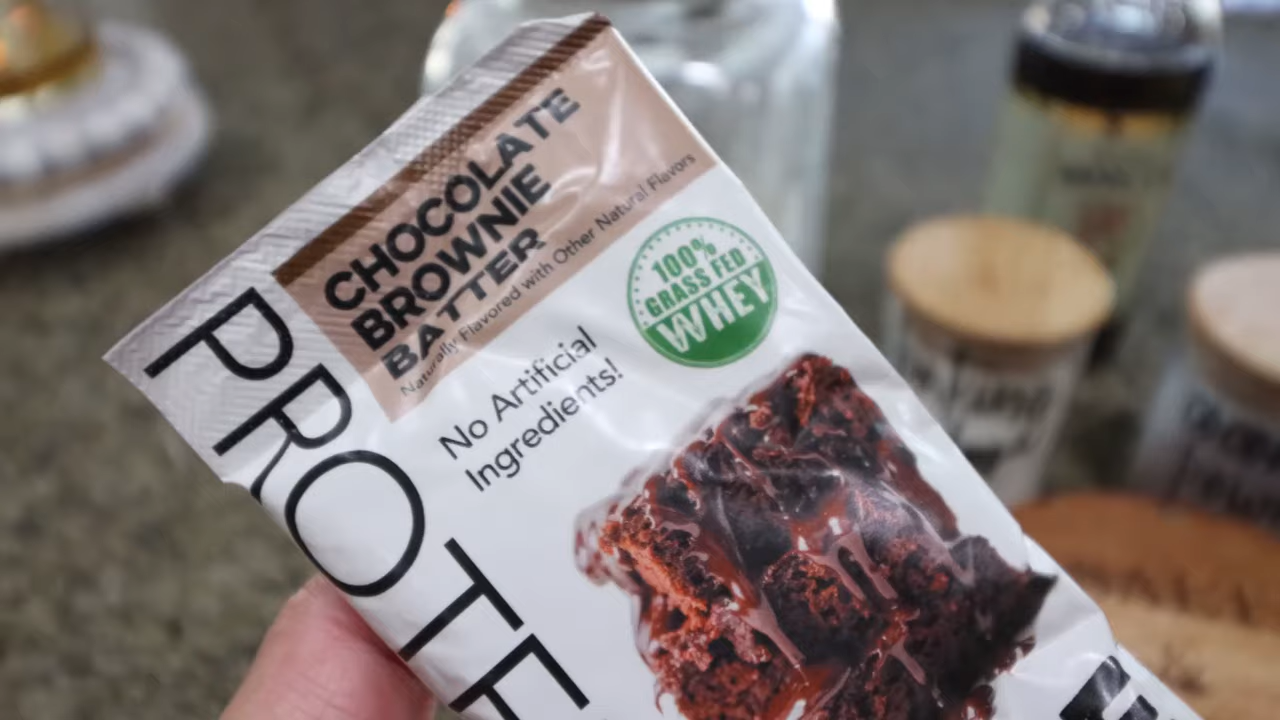 CHOCOLATE
BROWNIE
BATTER
Naturally Flavored with Other Natural Flavors
100%
GRASS FED
WHEY
No Artificial
Ingredients!
PROTE